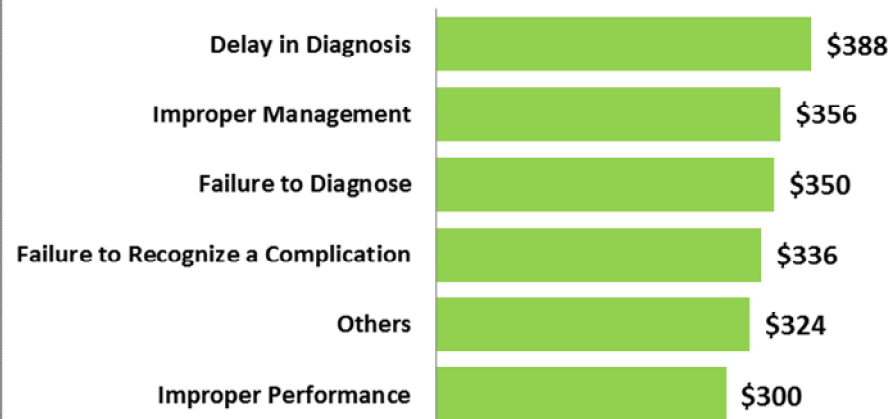 Delay in Diagnosis $388
Improper Management $356
Failure to Diagnose $350
Failure to Recognize a Complication $336
Others $324
Improper Performance $300